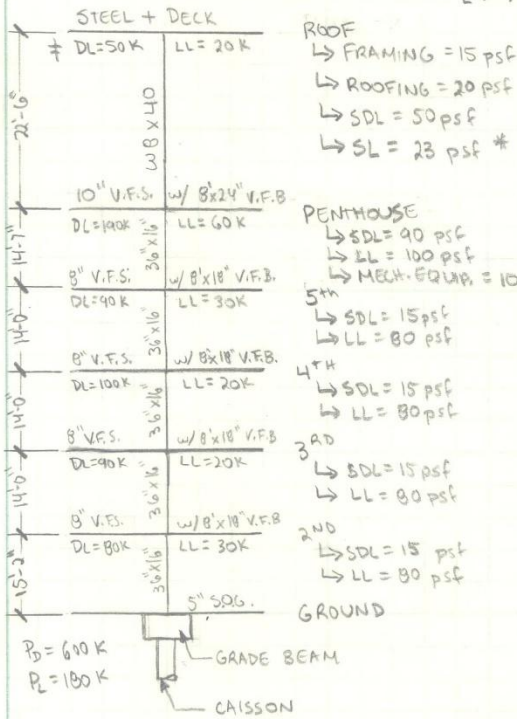 STEEL + DECK
DL=50K LL=20K
22'-6"
W8x40
10" V.F.S. w/ 8'x24" V.F.B
DL=190K LL=60K
14'-7"
36"x16"
8" V.F.S. w/ 8'x18" V.F.B.
DL=90K LL=30K
14'-0"
36"x16"
8" V.F.S. w/ 8'x18" V.F.B.
DL=100K LL=20K
14'-0"
36"x16"
8" V.F.S. w/ 8'x18" V.F.B
DL=90K LL=20K
14'-0"
36"x16"
8" V.F.S. w/ 8'x18" V.F.B
DL=80K LL=30K
15'-2"
36"x16"
5" S.O.G.
PD=600K
PL=180K
GRADE BEAM
CAISSON
ROOF
↳ FRAMING = 15 psf
↳ ROOFING = 20 psf
↳ SDL = 50 psf
↳ SL = 23 psf *
PENTHOUSE
↳ SDL = 90 psf
↳ LL = 100 psf
↳ MECH. EQUIP. = 10
5th
↳ SDL = 15 psf
↳ LL = 80 psf
4TH
↳ SDL = 15 psf
↳ LL = 80 psf
3RD
↳ SDL = 15 psf
↳ LL = 80 psf
2ND
↳ SDL = 15 psf
↳ LL = 80 psf
GROUND